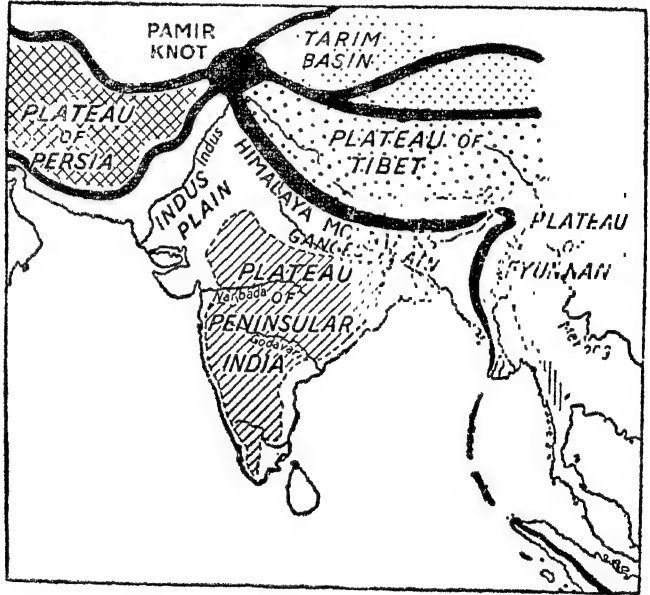 PAMIR
KNOT
TARIM
BASIN
PLATEAU
OF
PERSIA
Indus
INDUS
PLAIN
HIMALAYA
PLATEAU OF
TIBET
PLATEAU
OF
YUNNAN
PLATEAU
Narbada OF
PENINSULAR
Godavari
INDIA
Mekong